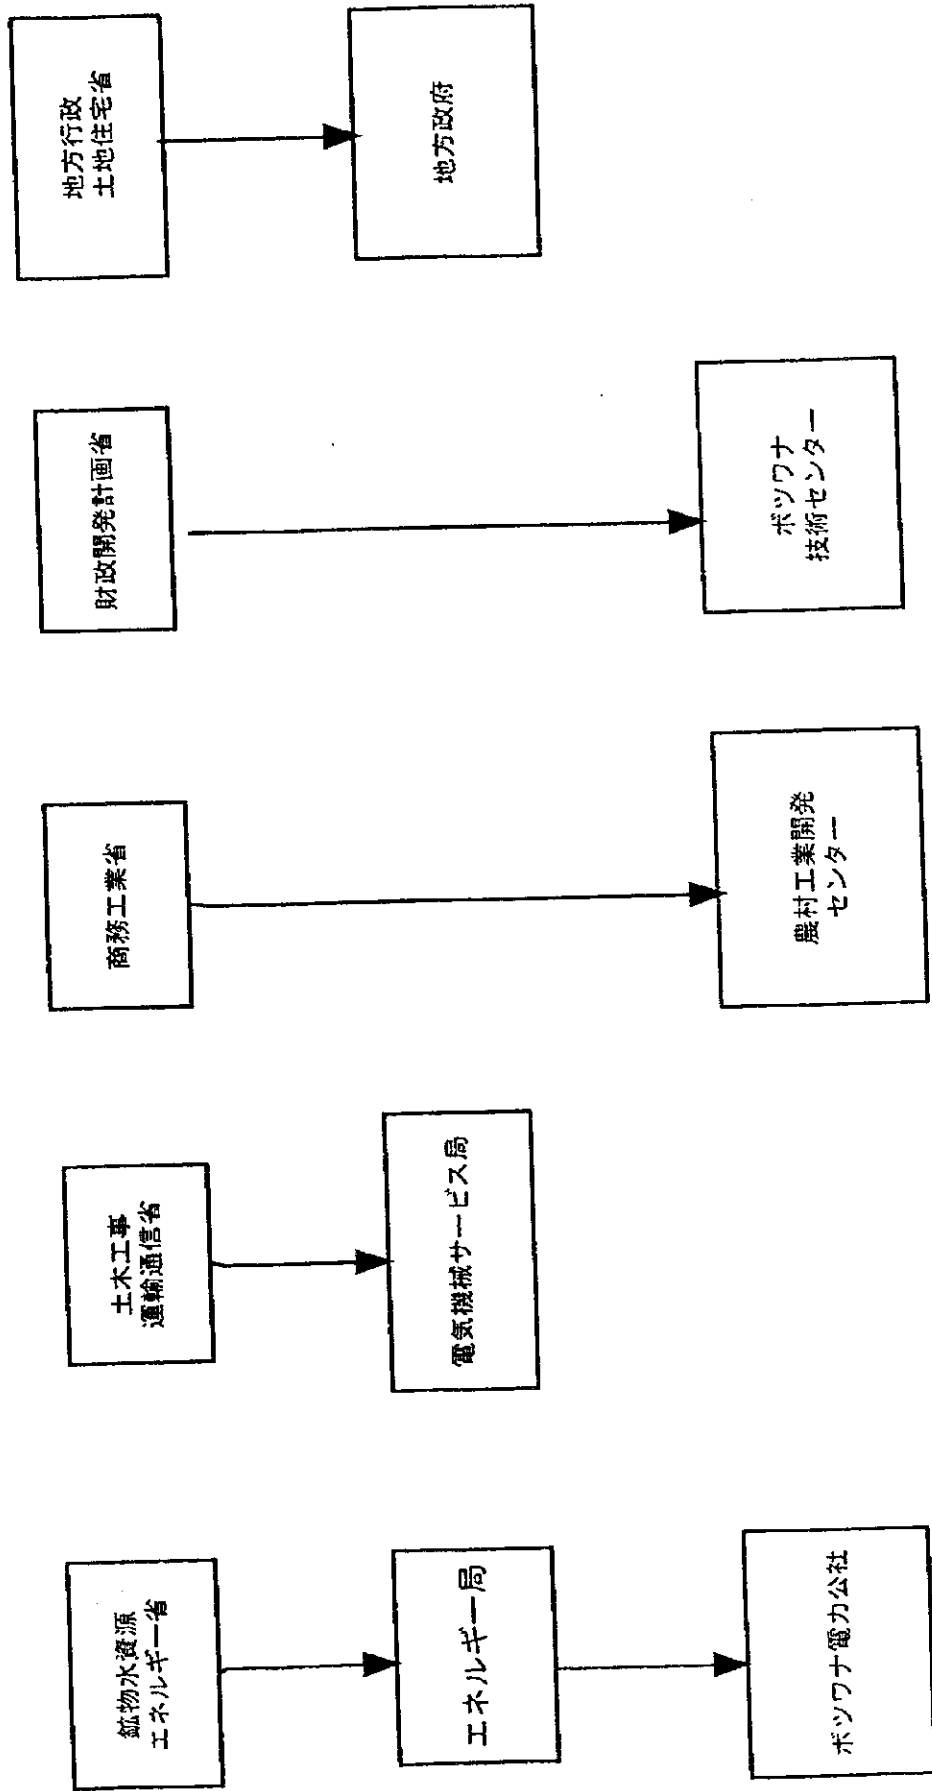 鉱物水資源
エネルギー省
土木工事
運輸通信省
商務工業省
財政開発計画省
地方行政
土地住宅省
エネルギー局
電気機械サービス局
地方政府
ボツワナ電力公社
農村工業開発
センター
ボツワナ
技術センター